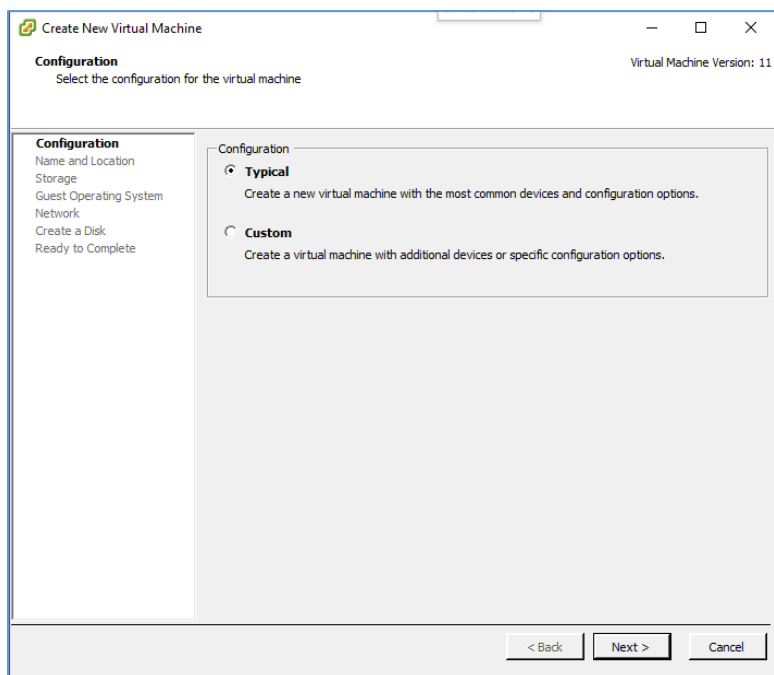 Create New Virtual Machine
Configuration
Virtual Machine Version: 11
Select the configuration for the virtual machine
Configuration
Name and Location
Storage
Guest Operating System
Network
Create a Disk
Ready to Complete
Configuration
Typical
Create a new virtual machine with the most common devices and configuration options.
Custom
Create a virtual machine with additional devices or specific configuration options.
< Back
Next >
Cancel